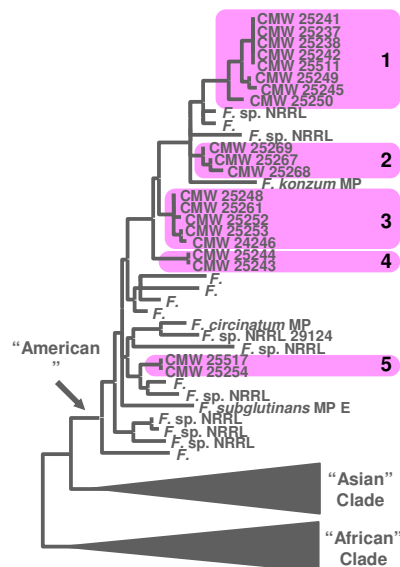 CMW 25241
CMW 25237
CMW 25238
CMW 25242
CMW 25511
CMW 25249
CMW 25245
CMW 25250
1
F. sp. NRRL
F.
F. sp. NRRL
CMW 25269
CMW 25267
CMW 25268
2
F. konzum MP
CMW 25248
CMW 25261
CMW 25252
CMW 25253
CMW 24246
3
CMW 25244
CMW 25243
4
F.
F.
F.
F.
F. circinatum MP
F. sp. NRRL 29124
F. sp. NRRL
"American
"
CMW 25517
CMW 25254
5
F.
F. sp. NRRL
F. subglutinans MP E
F. sp. NRRL
F. sp. NRRL
F. sp. NRRL
F.
"Asian"
Clade
"African"
Clade